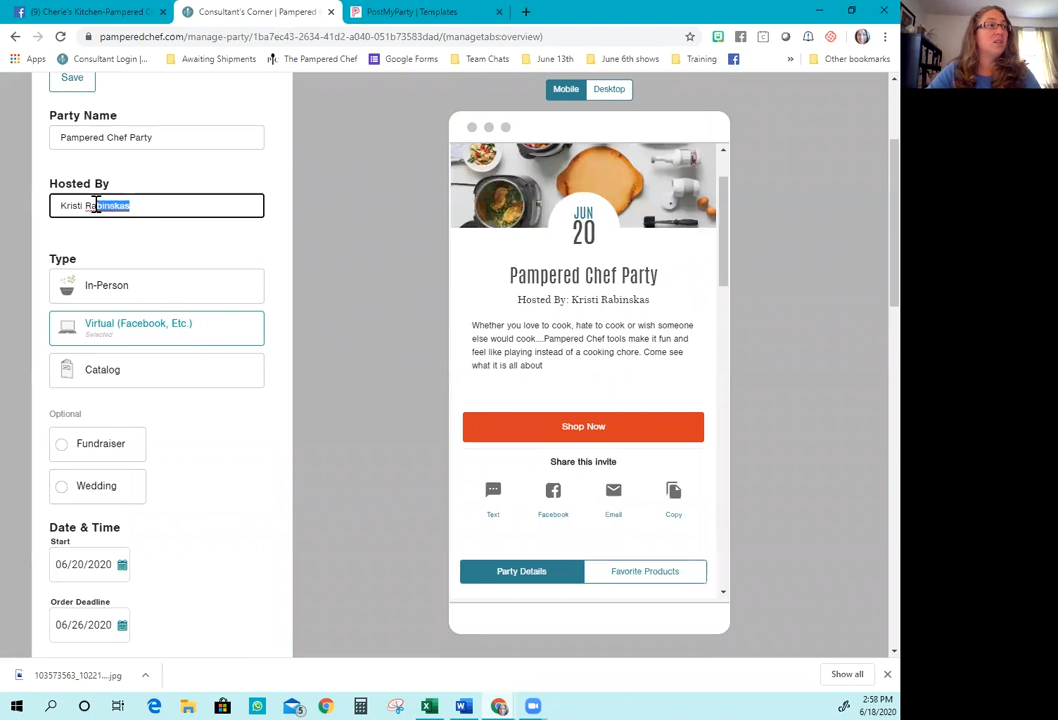 (9) Cherie's Kitchen-Pampered C
Consultant's Corner | Pampered
PostMyParty | Templates
pamperedchef.com/manage-party/1ba7ec43-2634-41d2-a040-051b73583dad/(managetabs:overview)
Apps
Consultant Login |...
Awaiting Shipments
The Pampered Chef
Google Forms
Team Chats
June 13th
June 6th shows
Training
Other bookmarks
Save
Party Name
Pampered Chef Party
Hosted By
Kristi Rabinskas
Type
In-Person
Virtual (Facebook, Etc.)
Selected
Catalog
Optional
Fundraiser
Wedding
Date & Time
Start
06/20/2020
Order Deadline
06/26/2020
Mobile
Desktop
JUN
20
Pampered Chef Party
Hosted By: Kristi Rabinskas
Whether you love to cook, hate to cook or wish someone
else would cook....Pampered Chef tools make it fun and
feel like playing instead of a cooking chore. Come see
what it is all about
Shop Now
Share this invite
Text
Facebook
Email
Copy
Party Details
Favorite Products
103573563_10221....jpg
Show all
5
2:58 PM
6/18/2020